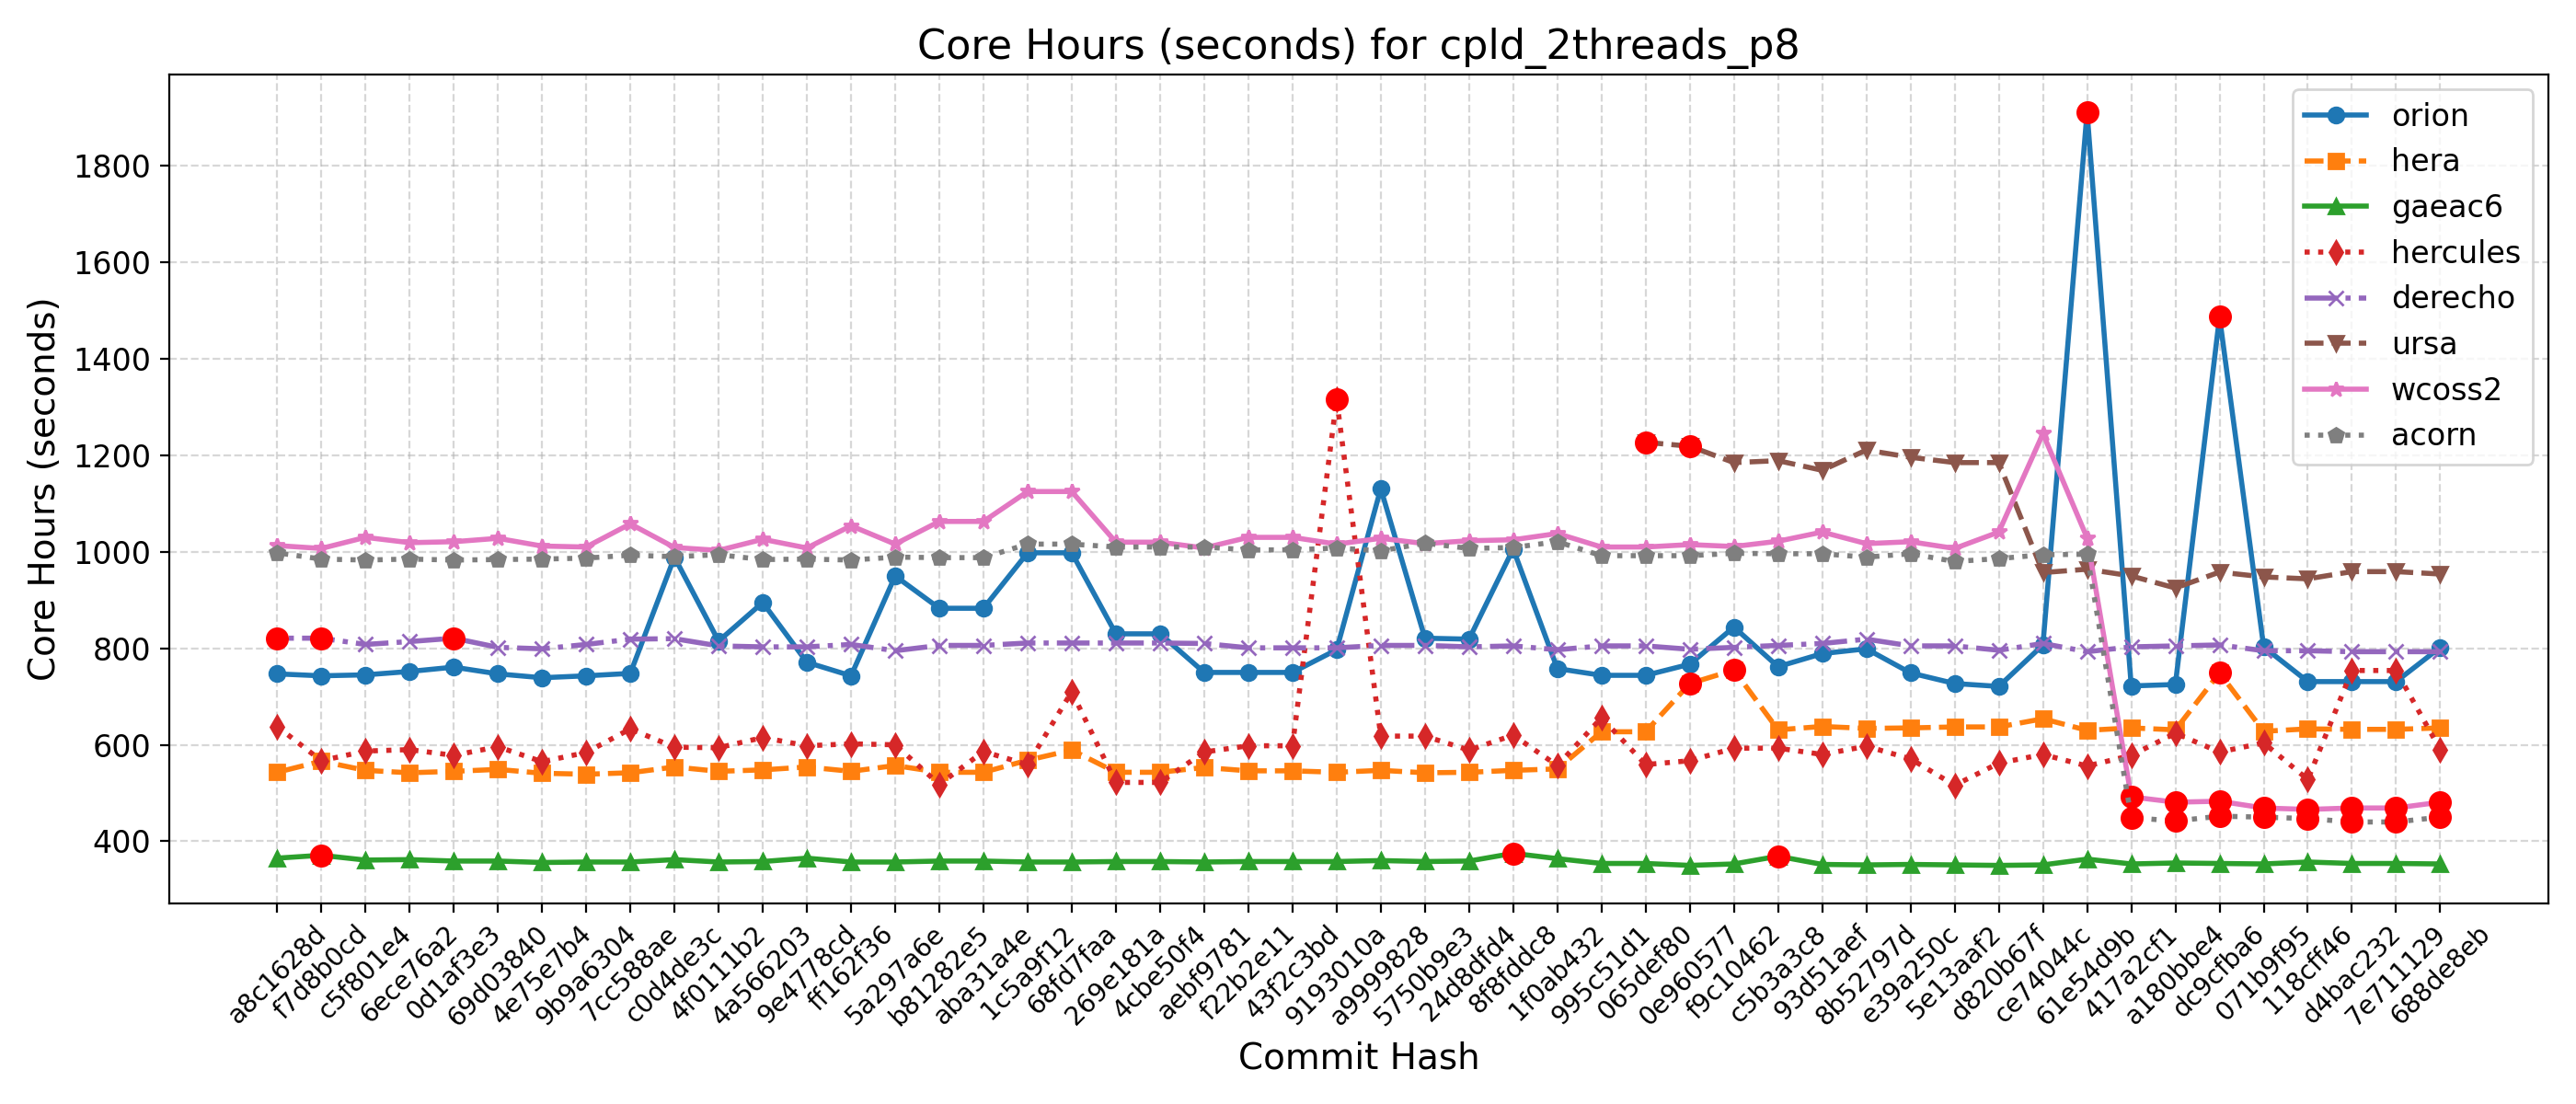 Core Hours (seconds) for cpld_2threads_p8
Core Hours (seconds)
1800
1600
1400
1200
1000
800
600
400
orion
hera
gaeac6
hercules
derecho
ursa
wcoss2
acorn
a8c1628d
f7d8b0cd
c5f801e4
6ece76a2
0d1af3e3
69d03840
4e75e7b4
9b9a6304
7cc588ae
c0d4de3c
4f0111b2
4a566203
9e4778cd
ff162f36
5a297a6e
b81282e5
aba31a4e
1c5a9f12
68fd7faa
269e181a
4cbe50f4
aebf9781
f22b2e11
43f2c3bd
9193010a
a9999828
5750b9e3
24d8dfd4
8f8fddc8
1f0ab432
995c51d1
065def80
0e960577
f9c10462
c5b3a3c8
93d51aef
8b52797d
e39a250c
5e13aaf2
d820b67f
ce74044c
61e54d9b
417a2cf1
a180bbe4
dc9cfba6
071b9f95
118cff46
d4bac232
7e711129
688de8eb
Commit Hash